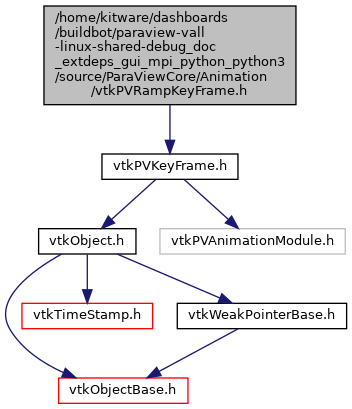 /home/kitware/dashboards
/buildbot/paraview-vall
-linux-shared-debug_doc
_extdeps_gui_mpi_python_python3
/source/ParaViewCore/Animation
/vtkPVRampKeyFrame.h
vtkPVKeyFrame.h
vtkObject.h
vtkPVAnimationModule.h
vtkTimeStamp.h
vtkWeakPointerBase.h
vtkObjectBase.h